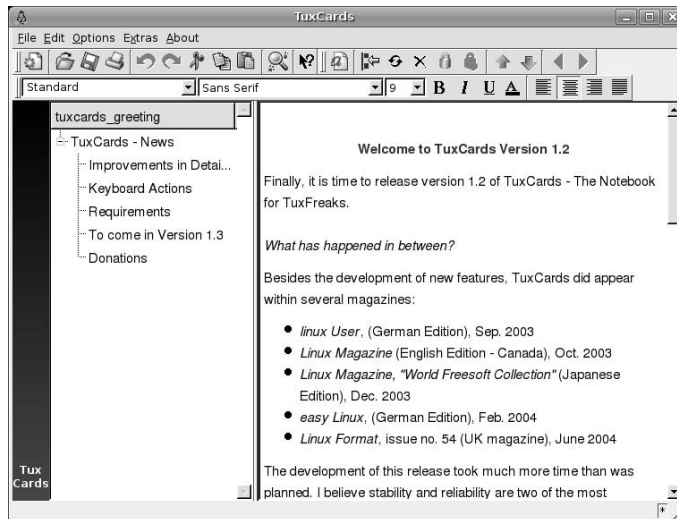 TuxCards
File Edit Options Extras About
Standard Sans Serif 9 B I U A
tuxcards_greeting
TuxCards - News
Improvements in Detai...
Keyboard Actions
Requirements
To come in Version 1.3
Donations
Tux
Cards
Welcome to TuxCards Version 1.2
Finally, it is time to release version 1.2 of TuxCards - The Notebook
for TuxFreaks.
What has happened in between?
Besides the development of new features, TuxCards did appear
within several magazines:
linux User, (German Edition), Sep. 2003
Linux Magazine (English Edition - Canada), Oct. 2003
Linux Magazine, "World Freesoft Collection" (Japanese
Edition), Dec. 2003
easy Linux, (German Edition), Feb. 2004
Linux Format, issue no. 54 (UK magazine), June 2004
The development of this release took much more time than was
planned. I believe stability and reliability are two of the most
*